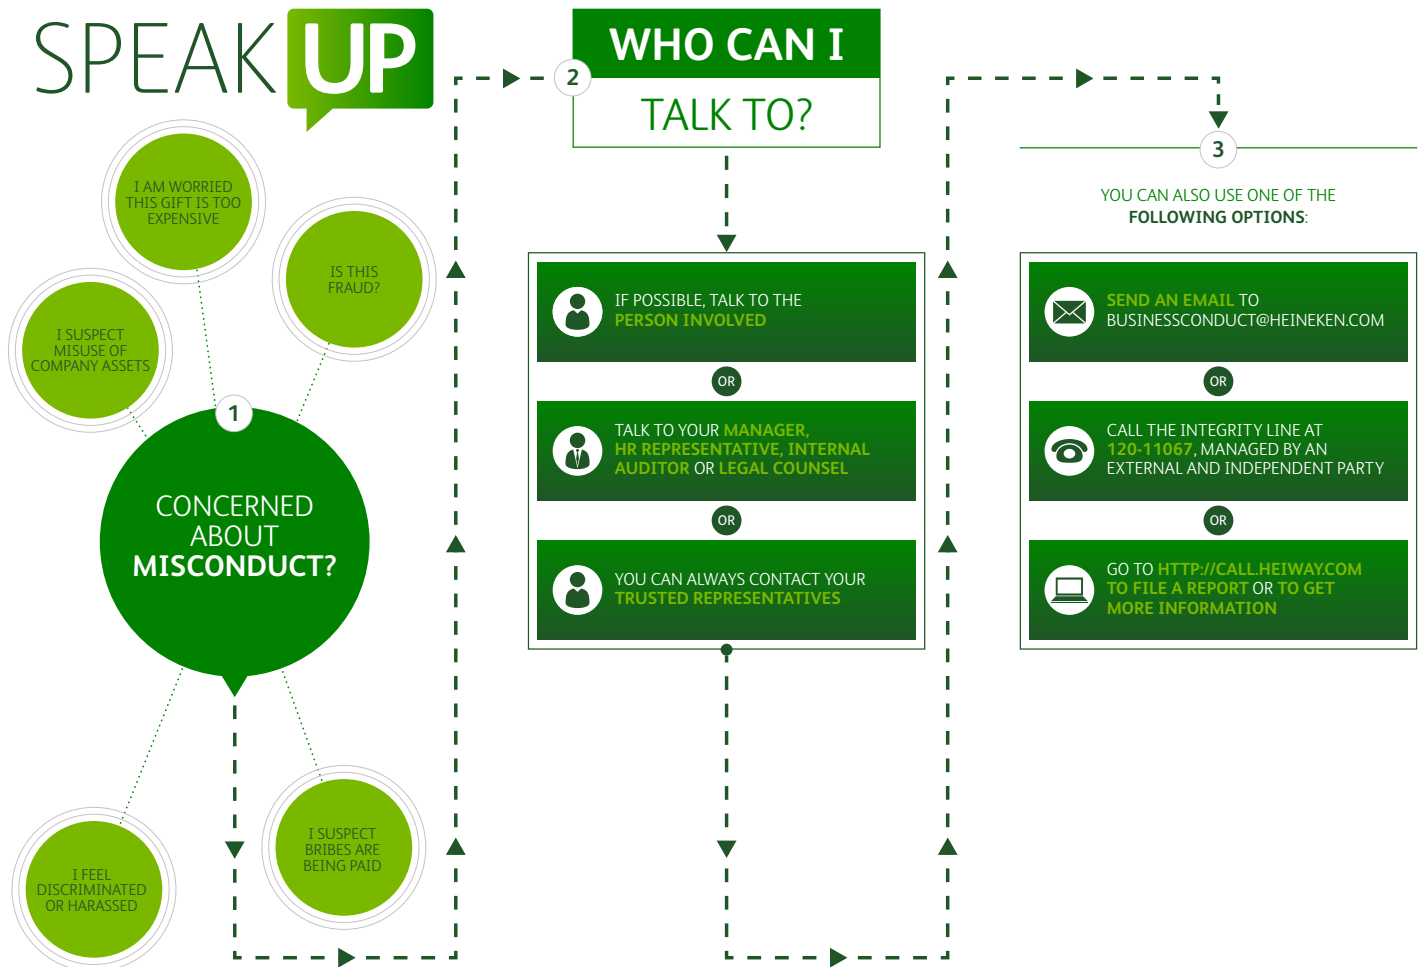 SPEAK UP
I AM WORRIED
THIS GIFT IS TOO
EXPENSIVE
IS THIS
FRAUD?
I SUSPECT
MISUSE OF
COMPANY ASSETS
1
CONCERNED
ABOUT
MISCONDUCT?
I SUSPECT
BRIBES ARE
BEING PAID
I FEEL
DISCRIMINATED
OR HARASSED
2
WHO CAN I
TALK TO?
IF POSSIBLE, TALK TO THE
PERSON INVOLVED
OR
TALK TO YOUR MANAGER,
HR REPRESENTATIVE, INTERNAL
AUDITOR OR LEGAL COUNSEL
OR
YOU CAN ALWAYS CONTACT YOUR
TRUSTED REPRESENTATIVES
3
YOU CAN ALSO USE ONE OF THE
FOLLOWING OPTIONS:
SEND AN EMAIL TO
BUSINESSCONDUCT@HEINEKEN.COM
OR
CALL THE INTEGRITY LINE AT
120-11067, MANAGED BY AN
EXTERNAL AND INDEPENDENT PARTY
OR
GO TO HTTP://CALL.HEIWAY.COM
TO FILE A REPORT OR TO GET
MORE INFORMATION